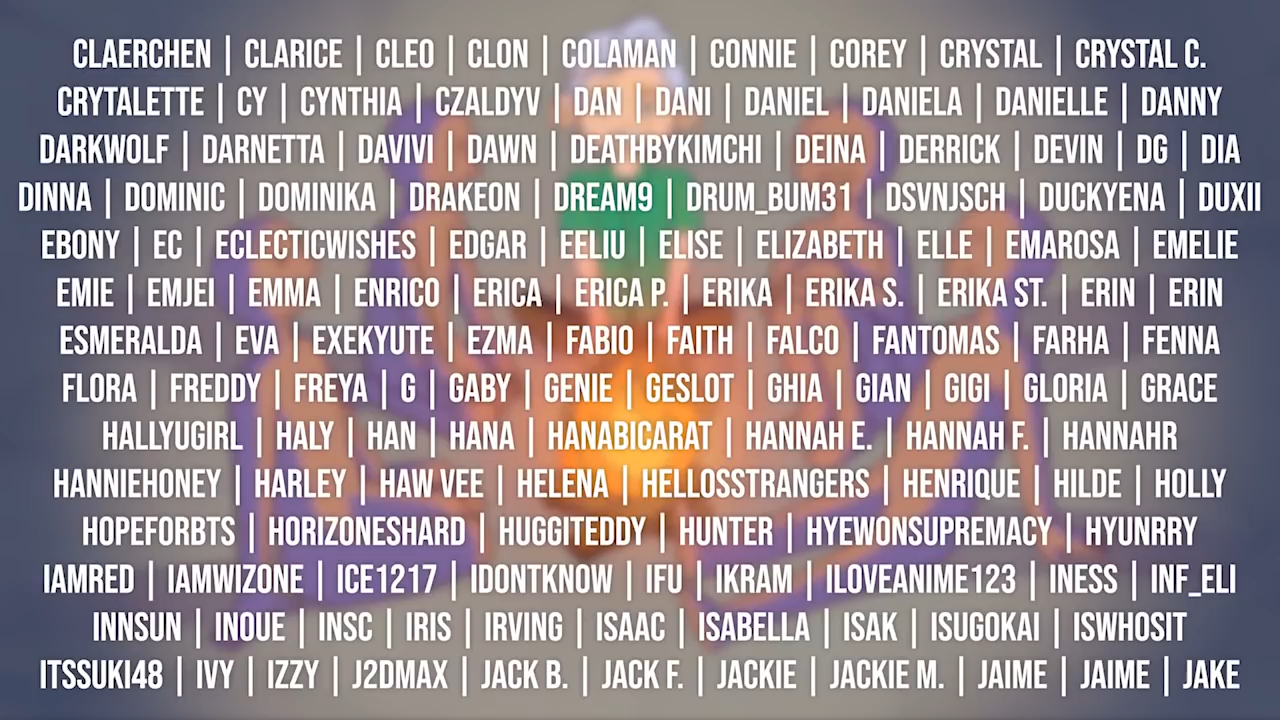 CLAERCHEN | CLARICE | CLEO | CLON | COLAMAN | CONNIE | COREY | CRYSTAL | CRYSTAL C.
CRYTALETTE | CY | CYNTHIA | CZALDYV | DAN | DANI | DANIEL | DANIELA | DANIELLE | DANNY
DARKWOLF | DARNETTA | DAVIVI | DAWN | DEATHBYKIMCHI | DEINA | DERRICK | DEVIN | DG | DIA
DINNA | DOMINIC | DOMINIKA | DRAKEON | DREAM9 | DRUM_BUM31 | DSVNJSCH | DUCKYENA | DUXII
EBONY | EC | ECLECTICWISHES | EDGAR | EELIU | ELISE | ELIZABETH | ELLE | EMAROSA | EMELIE
EMIE | EMJEI | EMMA | ENRICO | ERICA | ERICA P. | ERIKA | ERIKA S. | ERIKA ST. | ERIN | ERIN
ESMERALDA | EVA | EXEKYUTE | EZMA | FABIO | FAITH | FALCO | FANTOMAS | FARHA | FENNA
FLORA | FREDDY | FREYA | G | GABY | GENIE | GESLOT | GHIA | GIAN | GIGI | GLORIA | GRACE
HALLYUGIRL | HALY | HAN | HANA | HANABICARAT | HANNAH E. | HANNAH F. | HANNAHR
HANNIEHONEY | HARLEY | HAW VEE | HELENA | HELLOSSTRANGERS | HENRIQUE | HILDE | HOLLY
HOPEFORBTS | HORIZONESHARD | HUGGITEDDY | HUNTER | HYEWONSUPREMACY | HYUNRRY
IAMRED | IAMWIZONE | ICE1217 | IDONTKNOW | IFU | IKRAM | ILOVEANIME123 | INESS | INF_ELI
INNSUN | INOUE | INSC | IRIS | IRVING | ISAAC | ISABELLA | ISAK | ISUGOKAI | ISWHOSIT
ITSSUKI48 | IVY | IZZY | J2DMAX | JACK B. | JACK F. | JACKIE | JACKIE M. | JAIME | JAIME | JAKE